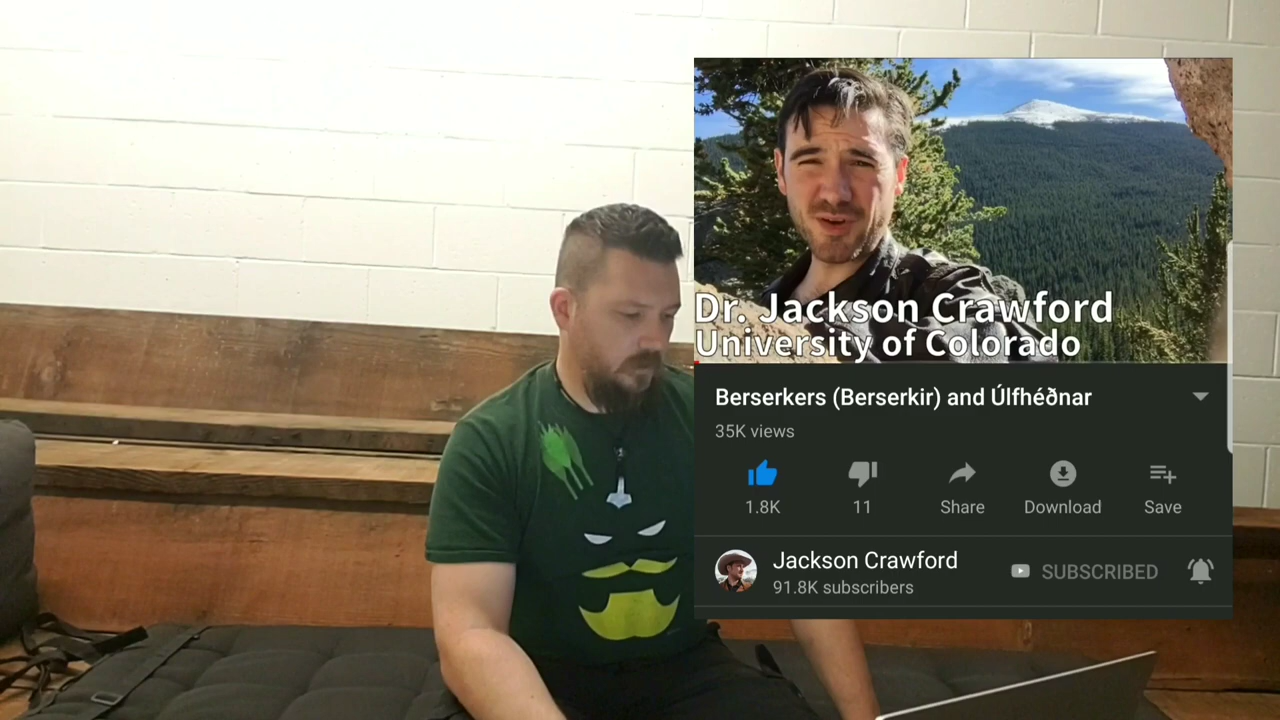 Dr. Jackson Crawford
University of Colorado
Berserkers (Berserkir) and Úlfhéðnar
35K views
1.8K
11
Share
Download
Save
Jackson Crawford
91.8K subscribers
SUBSCRIBED